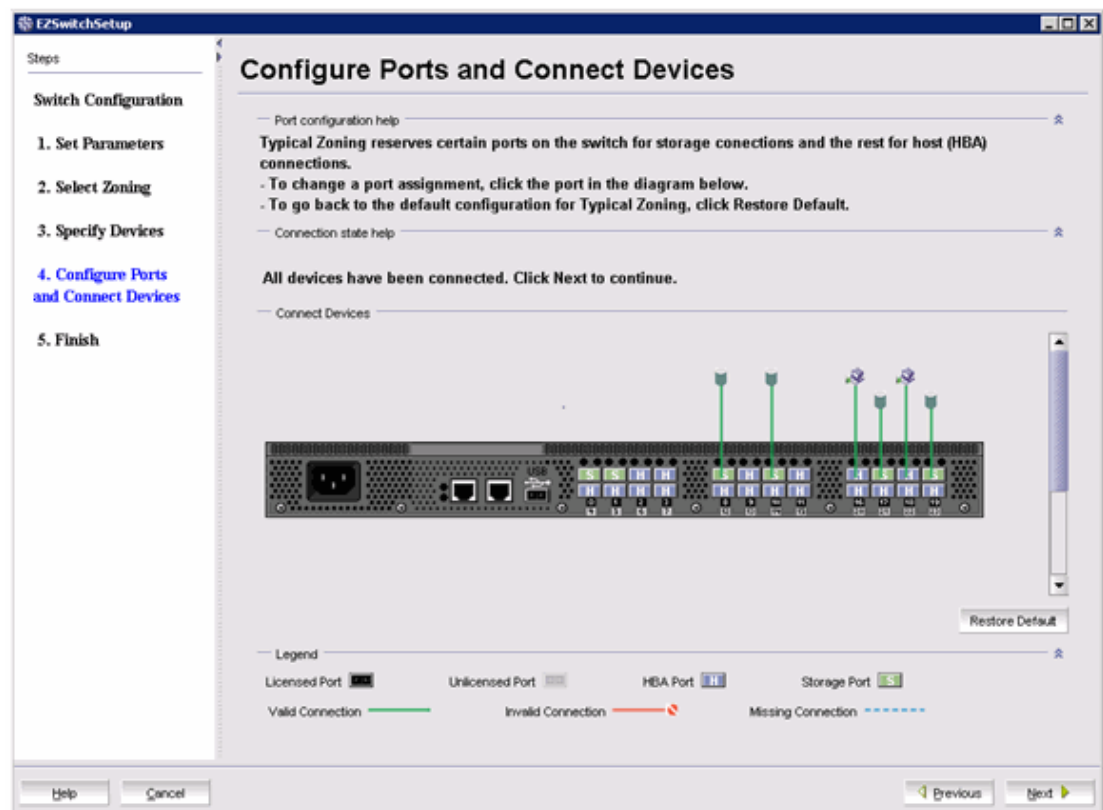 EZSwitchSetup
Steps
Switch Configuration
1. Set Parameters
2. Select Zoning
3. Specify Devices
4. Configure Ports
and Connect Devices
5. Finish
Configure Ports and Connect Devices
Port configuration help
Typical Zoning reserves certain ports on the switch for storage conections and the rest for host (HBA)
connections.
- To change a port assignment, click the port in the diagram below.
- To go back to the default configuration for Typical Zoning, click Restore Default.
Connection state help
All devices have been connected. Click Next to continue.
Connect Devices
USB
S S H H S H S H H S H S
H H H H H H H H H H H H
Restore Default
Legend
Licensed Port
Unlicensed Port
HBA Port H
Storage Port S
Valid Connection
Invalid Connection
Missing Connection
Help
Cancel
Previous
Next